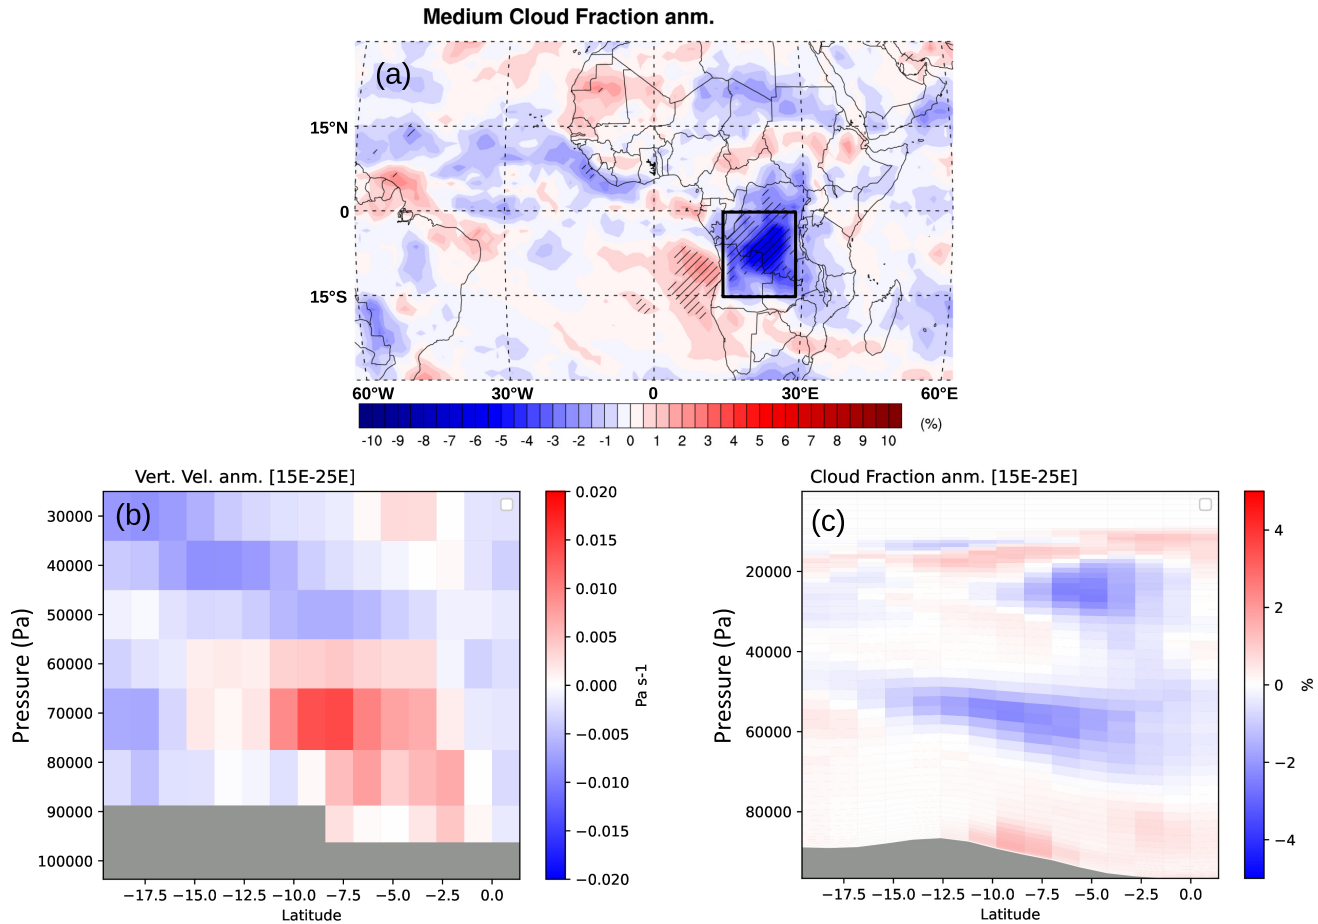 Medium Cloud Fraction anm.
(a)
15°N
0
15°S
60°W 30°W 0 30°E 60°E
-10 -9 -8 -7 -6 -5 -4 -3 -2 -1 0 1 2 3 4 5 6 7 8 9 10 (%)
Vert. Vel. anm. [15E-25E]
(b)
Pressure (Pa)
30000
40000
50000
60000
70000
80000
90000
100000
−17.5 −15.0 −12.5 −10.0 −7.5 −5.0 −2.5 0.0
Latitude
0.020
0.015
0.010
0.005
0.000
−0.005
−0.010
−0.015
−0.020
Pa s-1
Cloud Fraction anm. [15E-25E]
(c)
Pressure (Pa)
20000
40000
60000
80000
−17.5 −15.0 −12.5 −10.0 −7.5 −5.0 −2.5 0.0
Latitude
4
2
0
−2
−4
%